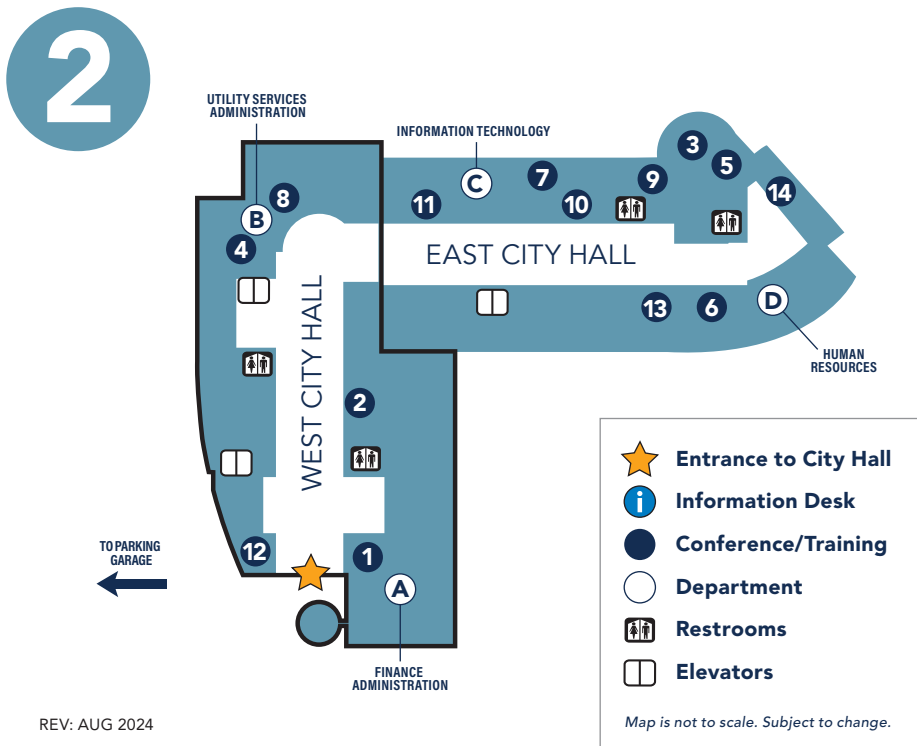 2
UTILITY SERVICES
ADMINISTRATION
INFORMATION TECHNOLOGY
3
5
C
7
9
14
8
11
10
B
4
EAST CITY HALL
13
6
D
HUMAN
RESOURCES
WEST CITY HALL
2
12
1
TO PARKING
GARAGE
A
FINANCE
ADMINISTRATION
Entrance to City Hall
i
Information Desk
Conference/Training
Department
Restrooms
Elevators
Map is not to scale. Subject to change.
REV: AUG 2024